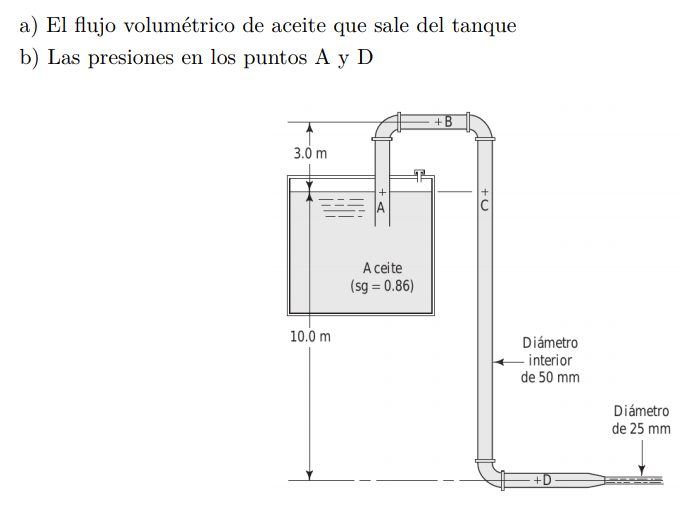 a) El flujo volumétrico de aceite que sale del tanque
b) Las presiones en los puntos A y D
+B
3.0 m
+
A
+
C
Aceite
(sg = 0.86)
10.0 m
Diámetro
interior
de 50 mm
Diámetro
de 25 mm
+D